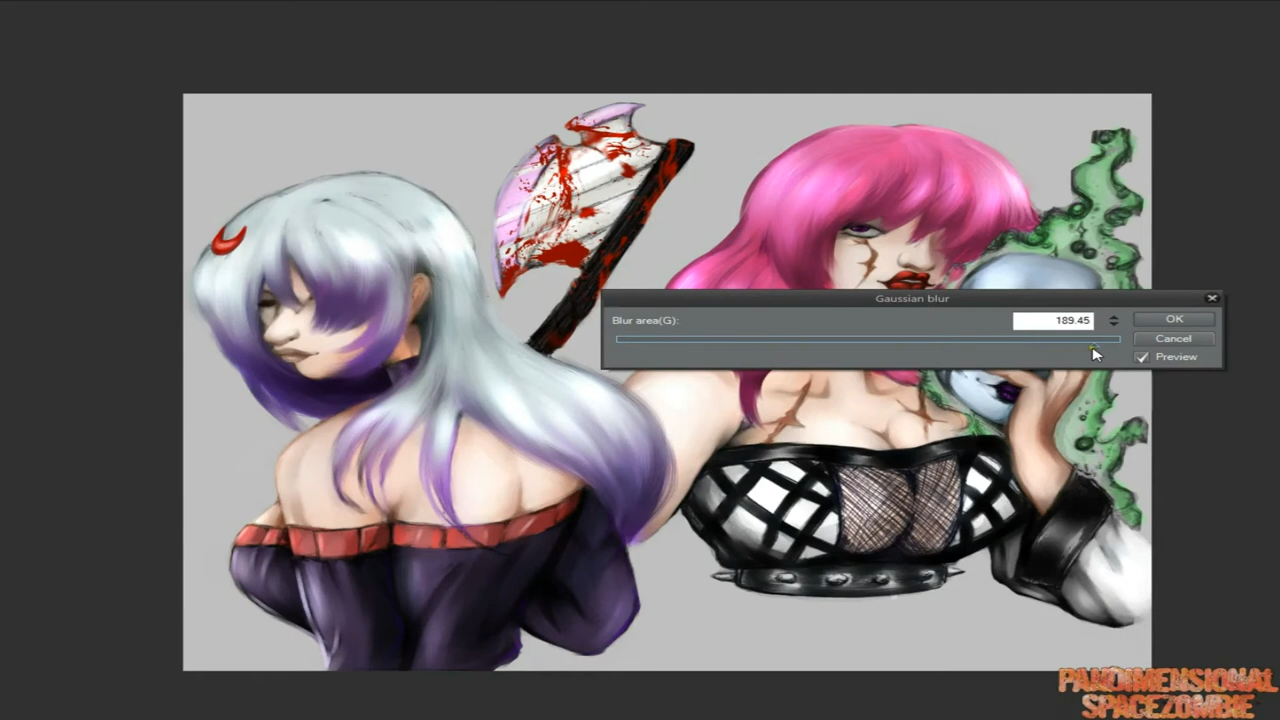 Gaussian blur
Blur area(G): 189.45 OK
Cancel
Preview
PANDIMENSIONAL
SPACEZOMBIE